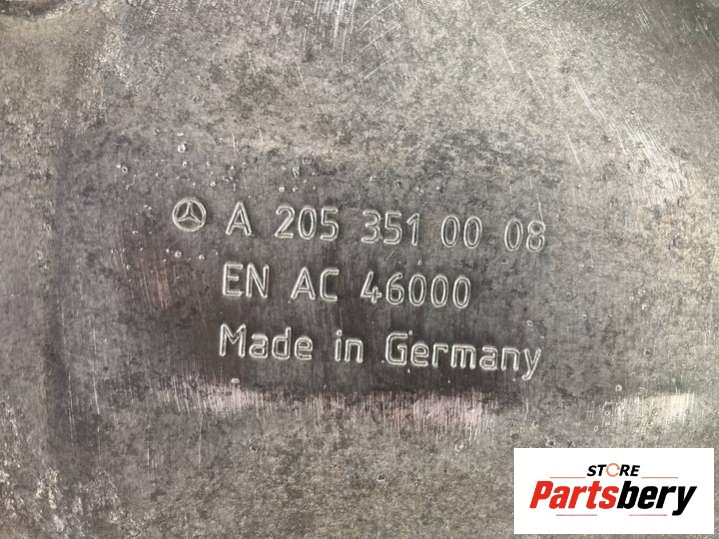 A 205 351 00 08
EN AC 46000
Made in Germany
STORE
Partsbery